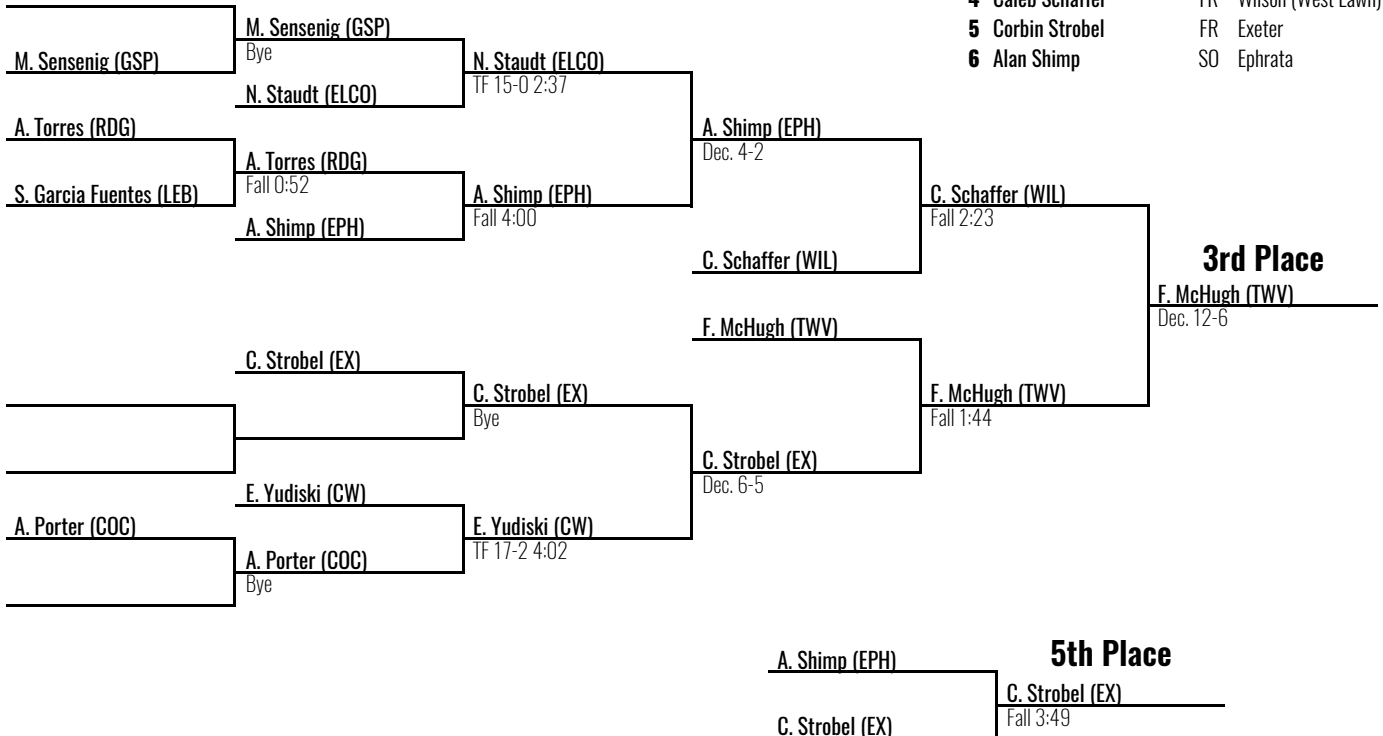 4 Caleb Schaffer FR Wilson (West Lawn)
5 Corbin Strobel FR Exeter
6 Alan Shimp SO Ephrata
M. Sensenig (GSP)
M. Sensenig (GSP)
Bye
N. Staudt (ELCO)
N. Staudt (ELCO)
TF 15-0 2:37
A. Torres (RDG)
S. Garcia Fuentes (LEB)
A. Torres (RDG)
Fall 0:52
A. Shimp (EPH)
A. Shimp (EPH)
Fall 4:00
A. Shimp (EPH)
Dec. 4-2
C. Schaffer (WIL)
C. Schaffer (WIL)
Fall 2:23
F. McHugh (TWV)
C. Strobel (EX)
C. Strobel (EX)
Bye
E. Yudiski (CW)
A. Porter (COC)
A. Porter (COC)
Bye
E. Yudiski (CW)
TF 17-2 4:02
C. Strobel (EX)
Dec. 6-5
F. McHugh (TWV)
Fall 1:44
3rd Place
F. McHugh (TWV)
Dec. 12-6
5th Place
A. Shimp (EPH)
C. Strobel (EX)
C. Strobel (EX)
Fall 3:49